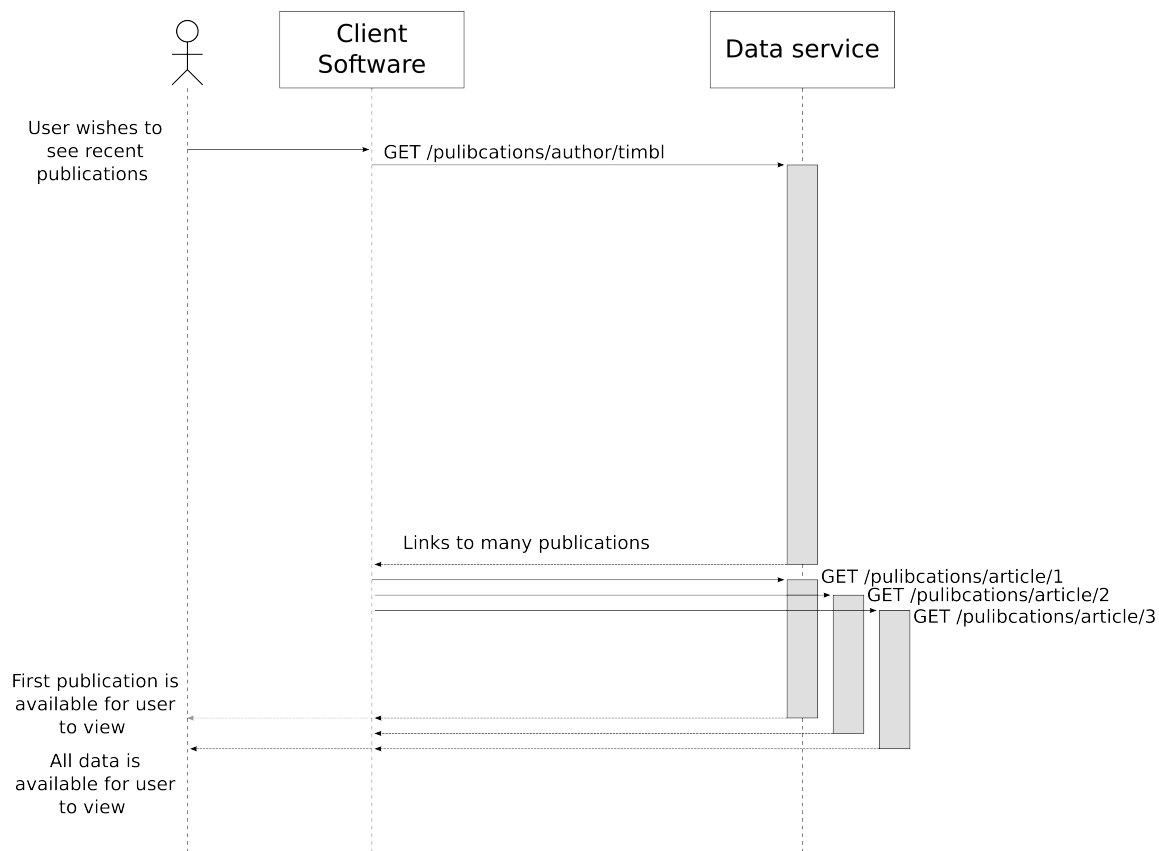 Client
Software
Data service
User wishes to
see recent
publications
GET /pulibcations/author/timbl
Links to many publications
GET /pulibcations/article/1
GET /pulibcations/article/2
GET /pulibcations/article/3
First publication is
available for user
to view
All data is
available for user
to view